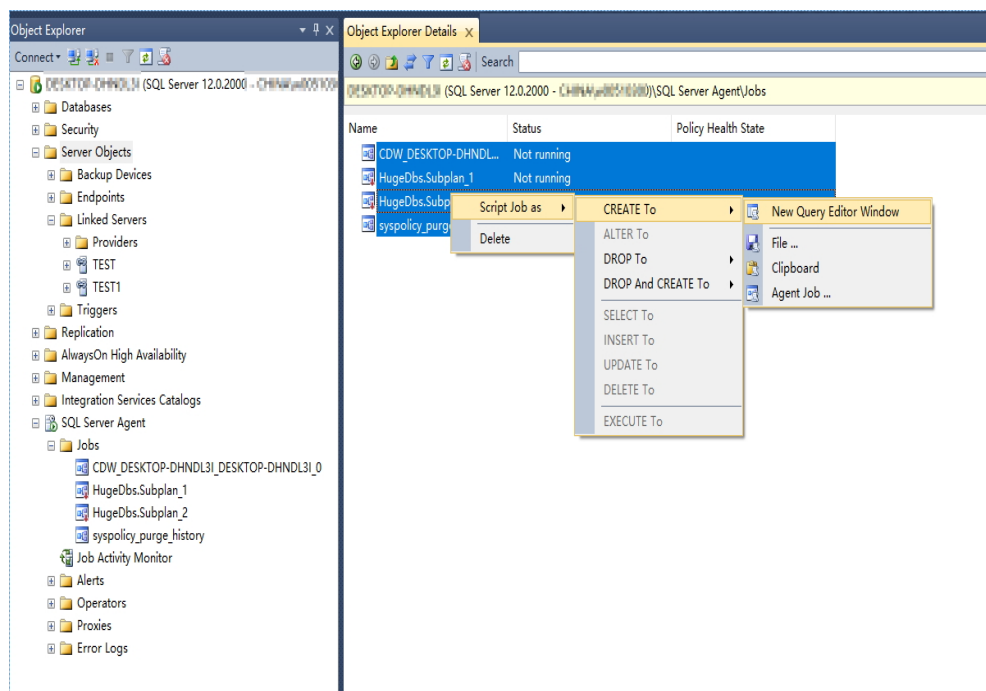 Object Explorer
Connect
(SQL Server 12.0.2000 -
Databases
Security
Server Objects
Backup Devices
Endpoints
Linked Servers
Providers
TEST
TEST1
Triggers
Replication
AlwaysOn High Availability
Management
Integration Services Catalogs
SQL Server Agent
Jobs
CDW_DESKTOP-DHNDL3I_DESKTOP-DHNDL3I_0
HugeDbs.Subplan_1
HugeDbs.Subplan_2
syspolicy_purge_history
Job Activity Monitor
Alerts
Operators
Proxies
Error Logs
Object Explorer Details
Search
(SQL Server 12.0.2000 - )\SQL Server Agent\Jobs
Name Status Policy Health State
CDW_DESKTOP-DHNDL... Not running
HugeDbs.Subplan_1 Not running
HugeDbs.Subp
syspolicy_purg
Script Job as
Delete
CREATE To
ALTER To
DROP To
DROP And CREATE To
SELECT To
INSERT To
UPDATE To
DELETE To
EXECUTE To
New Query Editor Window
File ...
Clipboard
Agent Job ...